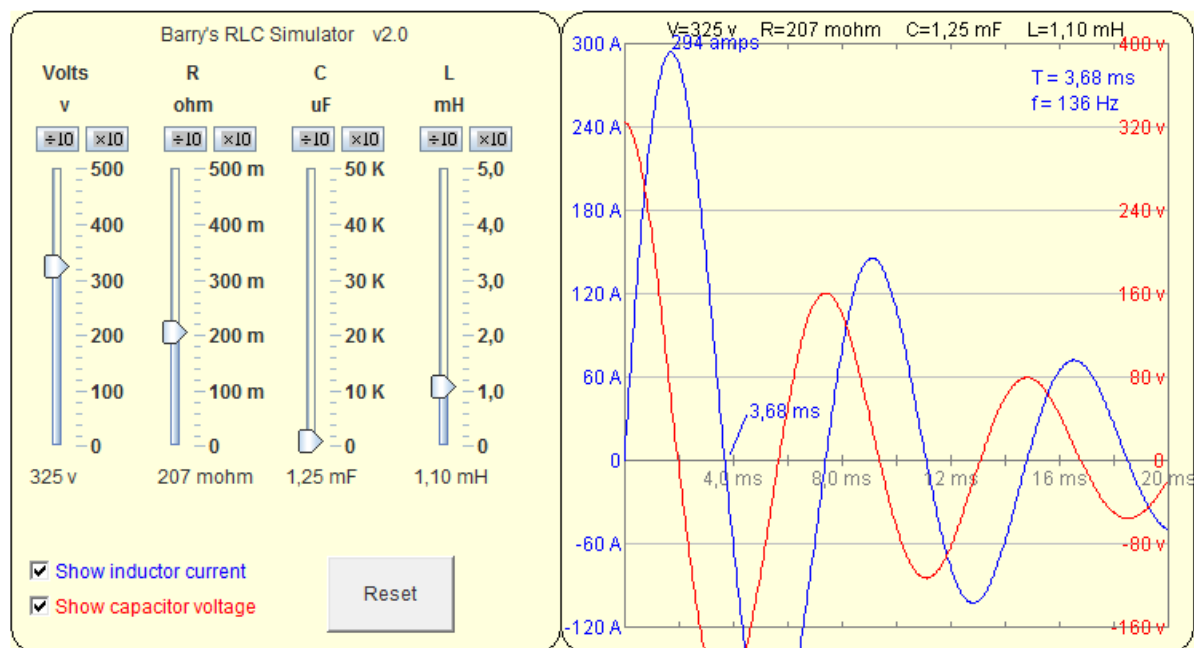 Barry's RLC Simulator v2.0
Volts R C L
v ohm uF mH
÷10 ×10 ÷10 ×10 ÷10 ×10 ÷10 ×10
500 500 m 50 K 5,0
400 400 m 40 K 4,0
300 300 m 30 K 3,0
200 200 m 20 K 2,0
100 100 m 10 K 1,0
0 0 0 0
325 v 207 mohm 1,25 mF 1,10 mH
Show inductor current
Show capacitor voltage
Reset
V=325 v R=207 mohm C=1,25 mF L=1,10 mH
300 A 294 amps 400 v
T = 3,68 ms
f= 136 Hz
240 A 320 v
180 A 240 v
120 A 160 v
60 A 80 v
3,68 ms
0 0
4,0 ms 8,0 ms 12 ms 16 ms 20 ms
-60 A -80 v
-120 A -160 v